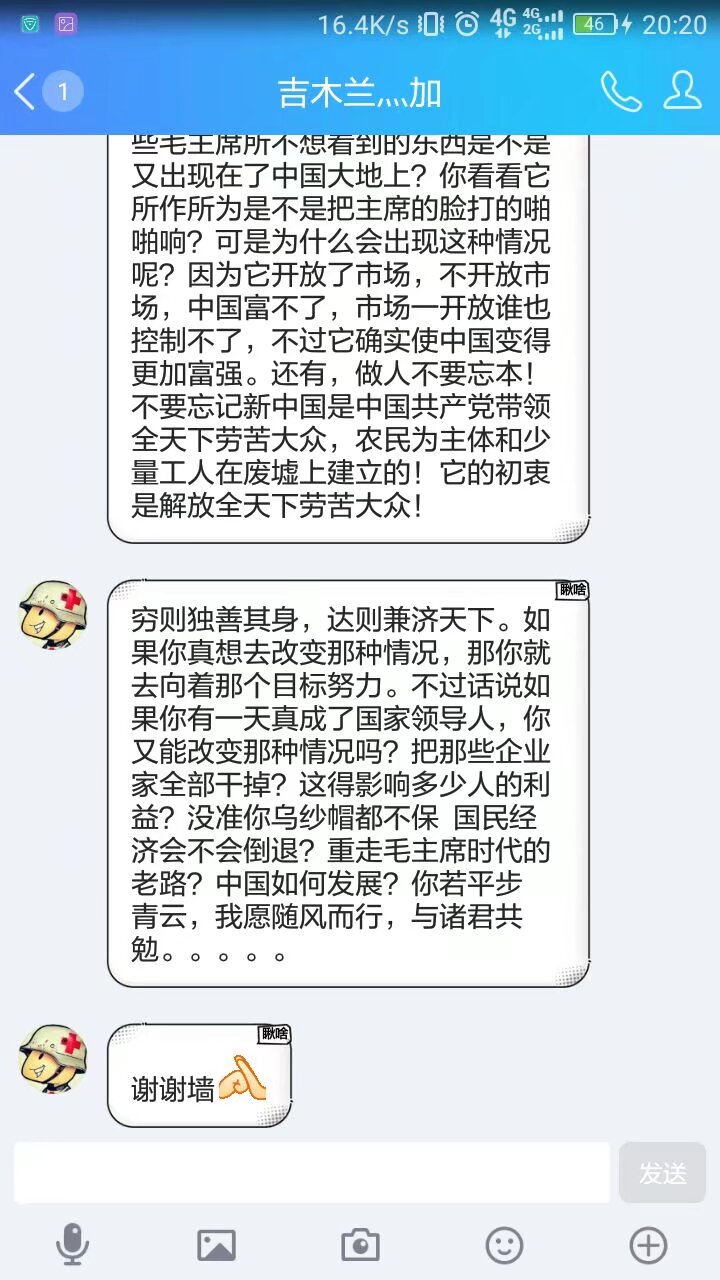 16.4K/s 4G 4G 2G 46 20:20
1 吉木兰灬加
些毛主席所不想看到的东西是不是
又出现在了中国大地上？你看看它
所作所为是不是把主席的脸打的啪
啪响？可是为什么会出现这种情况
呢？因为它开放了市场，不开放市
场，中国富不了，市场一开放谁也
控制不了，不过它确实使中国变得
更加富强。还有，做人不要忘本！
不要忘记新中国是中国共产党带领
全天下劳苦大众，农民为主体和少
量工人在废墟上建立的！它的初衷
是解放全天下劳苦大众！
瞅啥
穷则独善其身，达则兼济天下。如
果你真想去改变那种情况，那你就
去向着那个目标努力。不过话说如
果你有一天真成了国家领导人，你
又能改变那种情况吗？把那些企业
家全部干掉？这得影响多少人的利
益？没准你乌纱帽都不保 国民经
济会不会倒退？重走毛主席时代的
老路？中国如何发展？你若平步
青云，我愿随风而行，与诸君共
勉。。。。。
瞅啥
谢谢墙
发送